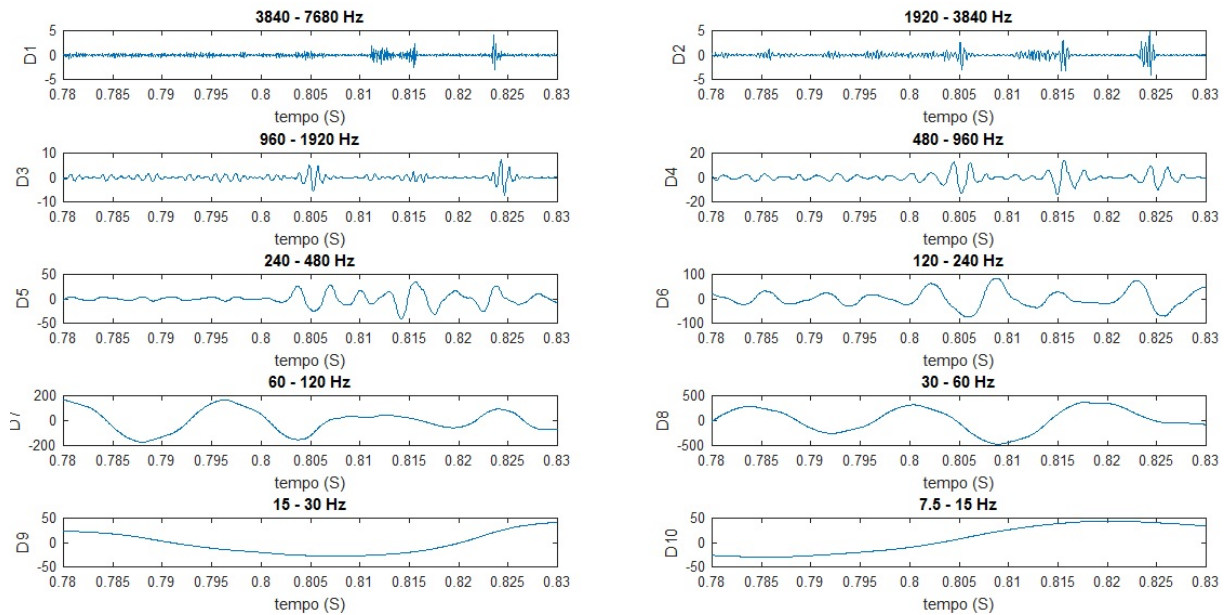 3840 - 7680 Hz
5
0
-5
D1
0.78 0.785 0.79 0.795 0.8 0.805 0.81 0.815 0.82 0.825 0.83
tempo (S)
1920 - 3840 Hz
5
0
-5
D2
0.78 0.785 0.79 0.795 0.8 0.805 0.81 0.815 0.82 0.825 0.83
tempo (S)
960 - 1920 Hz
10
0
-10
D3
0.78 0.785 0.79 0.795 0.8 0.805 0.81 0.815 0.82 0.825 0.83
tempo (S)
480 - 960 Hz
20
0
-20
D4
0.78 0.785 0.79 0.795 0.8 0.805 0.81 0.815 0.82 0.825 0.83
tempo (S)
240 - 480 Hz
50
0
-50
D5
0.78 0.785 0.79 0.795 0.8 0.805 0.81 0.815 0.82 0.825 0.83
tempo (S)
120 - 240 Hz
100
0
-100
D6
0.78 0.785 0.79 0.795 0.8 0.805 0.81 0.815 0.82 0.825 0.83
tempo (S)
60 - 120 Hz
200
0
-200
D7
0.78 0.785 0.79 0.795 0.8 0.805 0.81 0.815 0.82 0.825 0.83
tempo (S)
30 - 60 Hz
500
0
-500
D8
0.78 0.785 0.79 0.795 0.8 0.805 0.81 0.815 0.82 0.825 0.83
tempo (S)
15 - 30 Hz
50
0
-50
D9
0.78 0.785 0.79 0.795 0.8 0.805 0.81 0.815 0.82 0.825 0.83
tempo (S)
7.5 - 15 Hz
50
0
-50
D10
0.78 0.785 0.79 0.795 0.8 0.805 0.81 0.815 0.82 0.825 0.83
tempo (S)